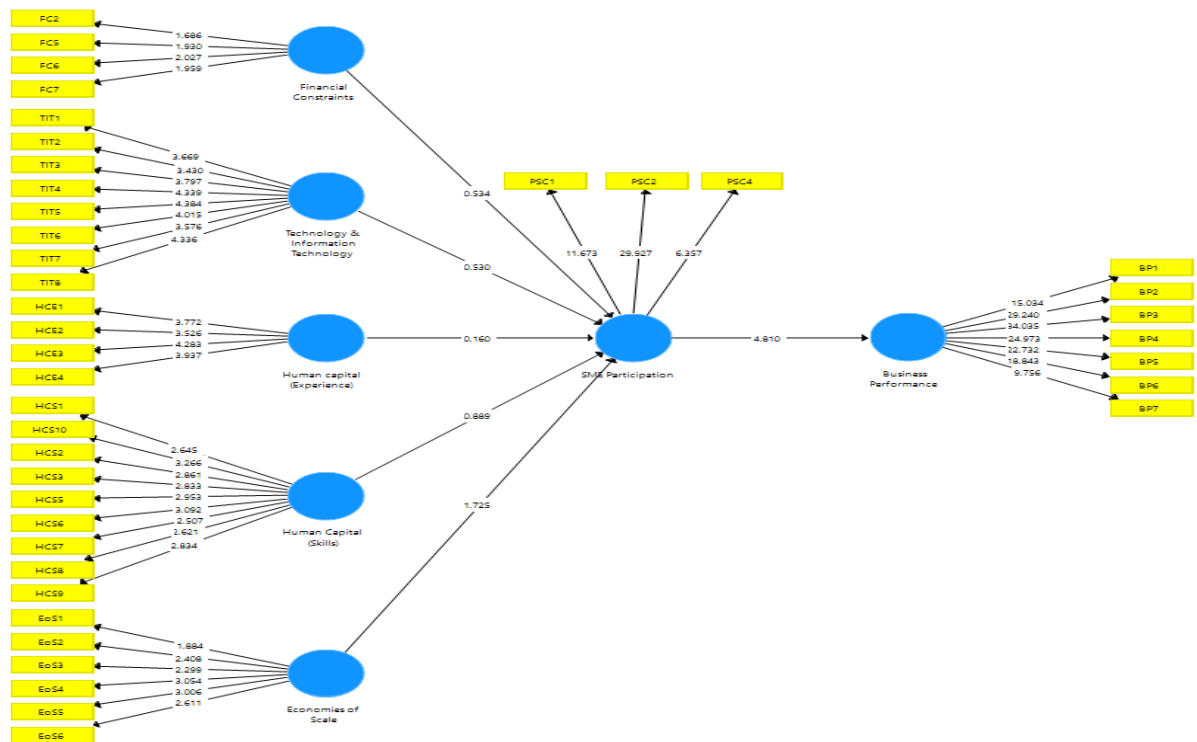 FC2
FC5
FC6
FC7
1.686
1.930
2.027
1.959
Financial
Constraints
TIT1
TIT2
TIT3
TIT4
TIT5
TIT6
TIT7
TIT8
3.669
3.430
3.797
4.339
4.384
4.015
3.576
4.336
Technology &
Information
Technology
HCE1
HCE2
HCE3
HCE4
3.772
3.526
4.283
3.937
Human capital
(Experience)
HCS1
HCS10
HCS2
HCS3
HCS5
HCS6
HCS7
HCS8
HCS9
2.645
3.266
2.861
2.833
2.953
3.092
2.507
2.621
2.834
Human Capital
(Skills)
EoS1
EoS2
EoS3
EoS4
EoS5
EoS6
1.884
2.408
2.299
3.054
3.006
2.611
Economies of
Scale
0.534
0.530
0.160
0.889
1.725
PSC1
PSC2
PSC4
11.673
29.927
6.357
SME Participation
4.810
Business
Performance
15.034
29.240
34.035
24.973
22.732
18.843
9.756
BP1
BP2
BP3
BP4
BP5
BP6
BP7